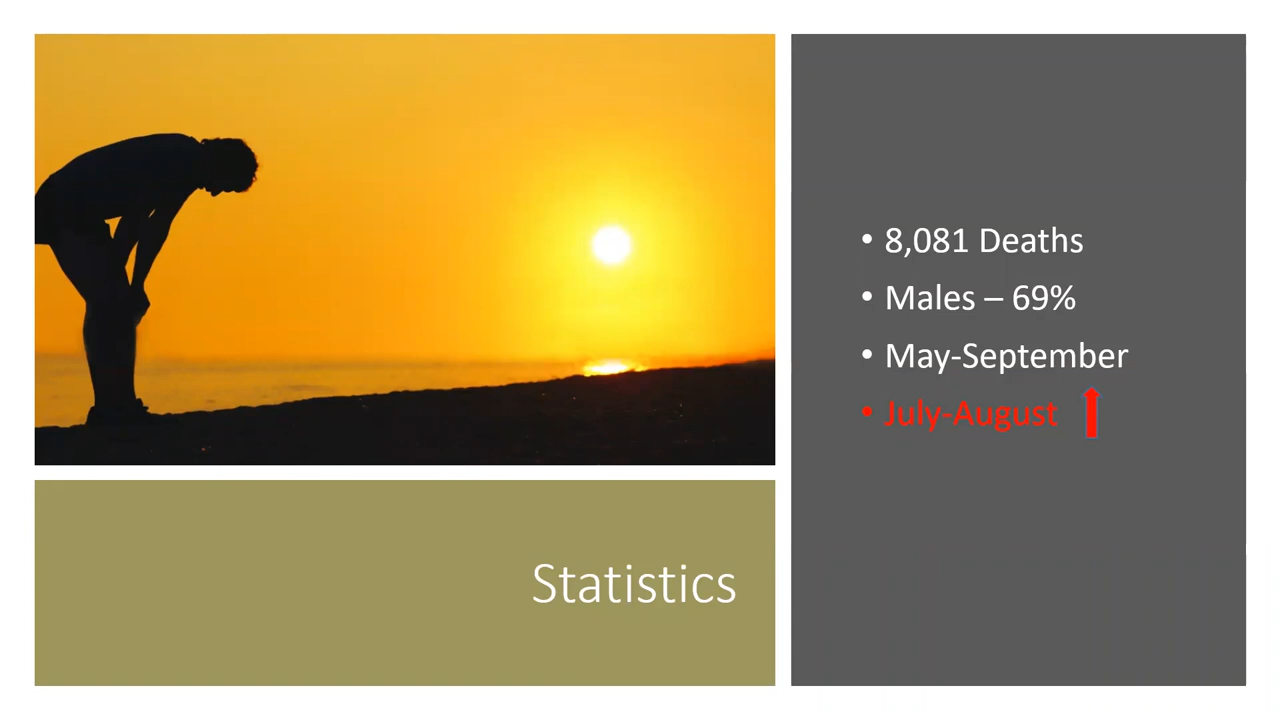 Statistics
• 8,081 Deaths
• Males – 69%
• May-September
• July-August